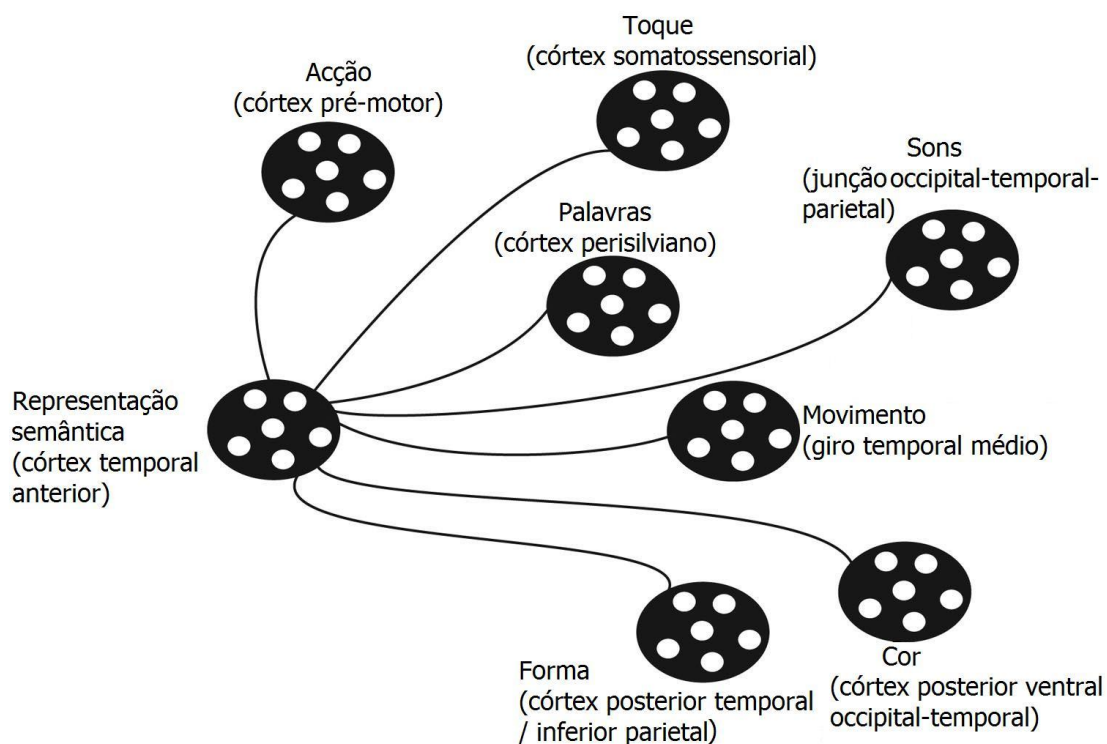 Toque
(córtex somatossensorial)
Acção
(córtex pré-motor)
Sons
(junção occipital-temporal-
parietal)
Palavras
(córtex perisilviano)
Representação
semântica
(córtex temporal
anterior)
Movimento
(giro temporal médio)
Forma
(córtex posterior temporal
/ inferior parietal)
Cor
(córtex posterior ventral
occipital-temporal)